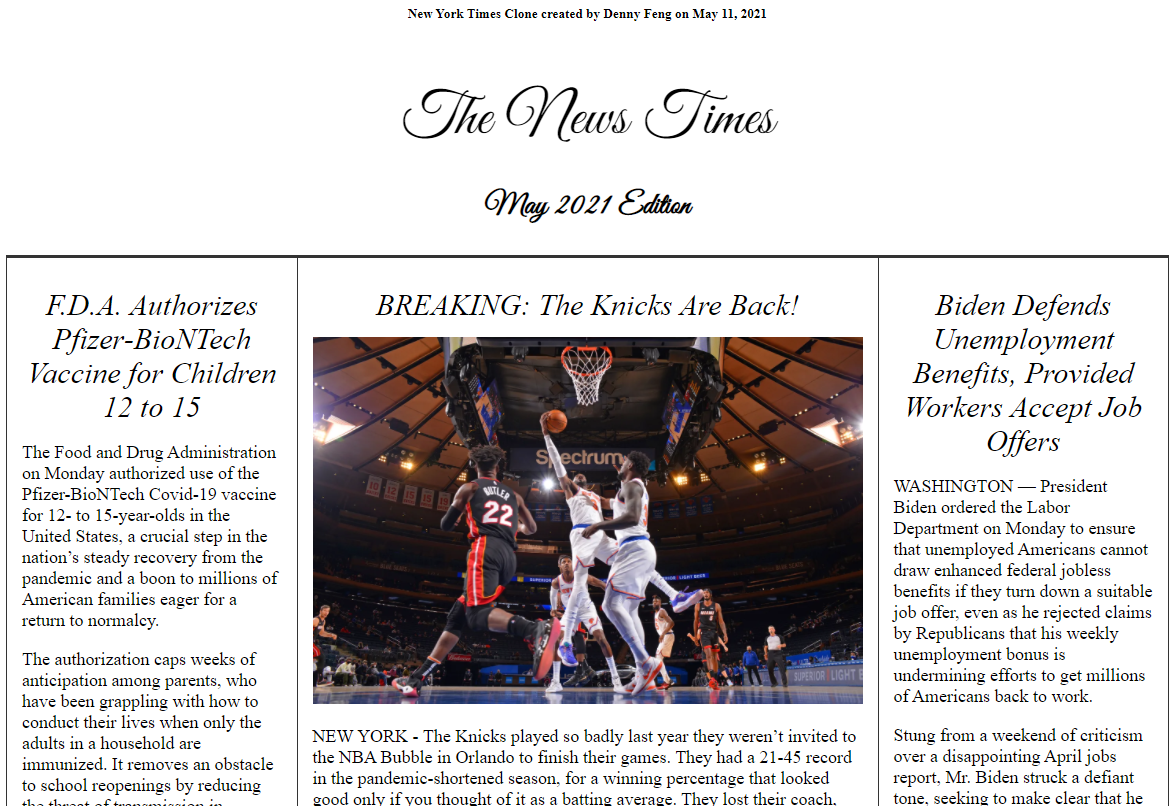 New York Times Clone created by Denny Feng on May 11, 2021
The News Times
May 2021 Edition
F.D.A. Authorizes
Pfizer-BioNTech
Vaccine for Children
12 to 15
The Food and Drug Administration
on Monday authorized use of the
Pfizer-BioNTech Covid-19 vaccine
for 12- to 15-year-olds in the
United States, a crucial step in the
nation’s steady recovery from the
pandemic and a boon to millions of
American families eager for a
return to normalcy.
The authorization caps weeks of
anticipation among parents, who
have been grappling with how to
conduct their lives when only the
adults in a household are
immunized. It removes an obstacle
to school reopenings by reducing
the threat of transmission in
BREAKING: The Knicks Are Back!
Spectrum
BUTLER
22
SUPERIOR LIGHT BEER
SUPERIOR LIGHT B
NEW YORK - The Knicks played so badly last year they weren’t invited to
the NBA Bubble in Orlando to finish their games. They had a 21-45 record
in the pandemic-shortened season, for a winning percentage that looked
good only if you thought of it as a batting average. They lost their coach,
Biden Defends
Unemployment
Benefits, Provided
Workers Accept Job
Offers
WASHINGTON — President
Biden ordered the Labor
Department on Monday to ensure
that unemployed Americans cannot
draw enhanced federal jobless
benefits if they turn down a suitable
job offer, even as he rejected claims
by Republicans that his weekly
unemployment bonus is
undermining efforts to get millions
of Americans back to work.
Stung from a weekend of criticism
over a disappointing April jobs
report, Mr. Biden struck a defiant
tone, seeking to make clear that he